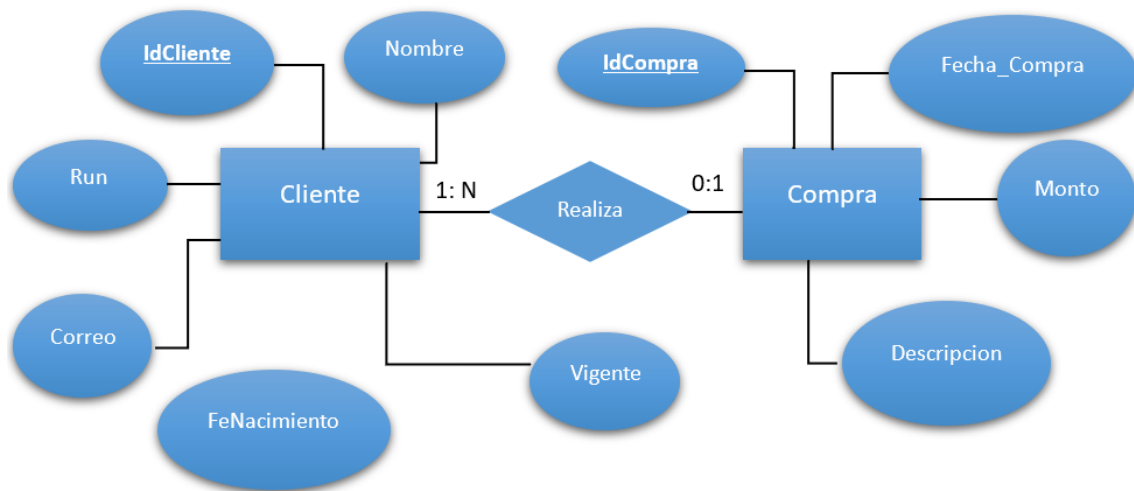 IdCliente
Nombre
IdCompra
Fecha_Compra
Run
Cliente
1: N
Realiza
0:1
Compra
Monto
Correo
FeNacimiento
Vigente
Descripcion